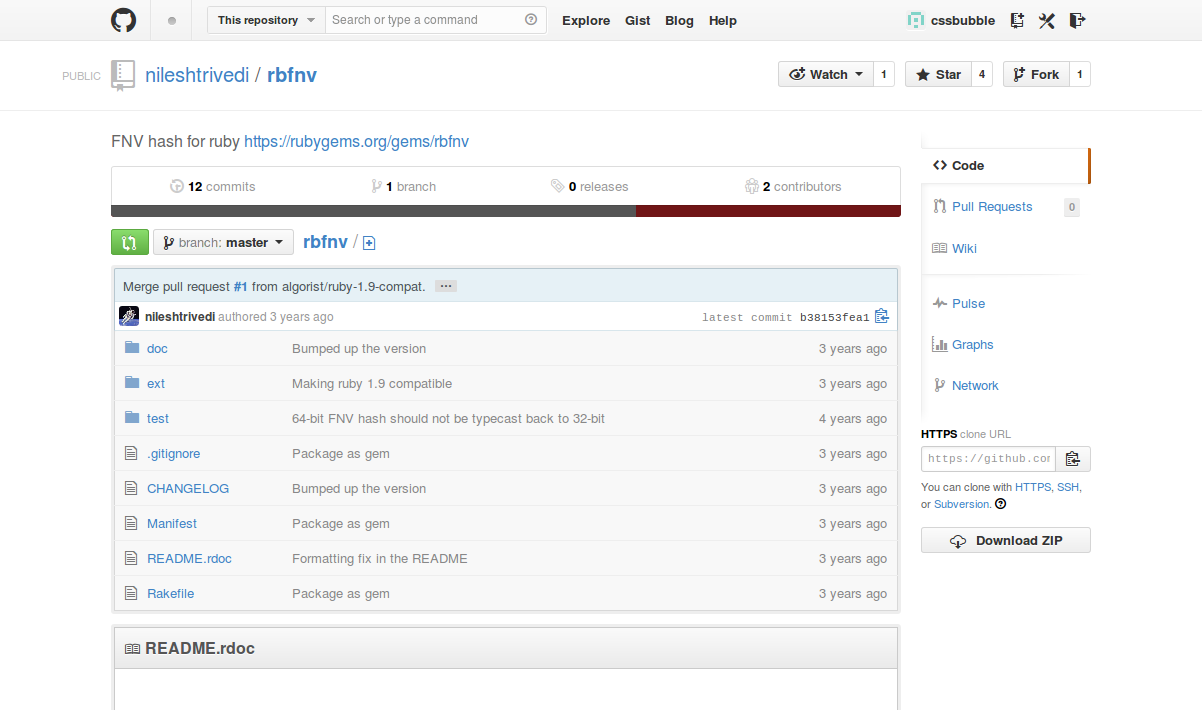 This repository Search or type a command Explore Gist Blog Help cssbubble
PUBLIC nileshtrivedi / rbfnv Watch 1 Star 4 Fork 1
FNV hash for ruby https://rubygems.org/gems/rbfnv
12 commits 1 branch 0 releases 2 contributors
branch: master rbfnv /
Merge pull request #1 from algorist/ruby-1.9-compat. ...
nileshtrivedi authored 3 years ago latest commit b38153fea1
doc Bumped up the version 3 years ago
ext Making ruby 1.9 compatible 3 years ago
test 64-bit FNV hash should not be typecast back to 32-bit 4 years ago
.gitignore Package as gem 3 years ago
CHANGELOG Bumped up the version 3 years ago
Manifest Package as gem 3 years ago
README.rdoc Formatting fix in the README 3 years ago
Rakefile Package as gem 3 years ago
README.rdoc
Code
Pull Requests 0
Wiki
Pulse
Graphs
Network
HTTPS clone URL
https://github.com
You can clone with HTTPS, SSH,
or Subversion.
Download ZIP